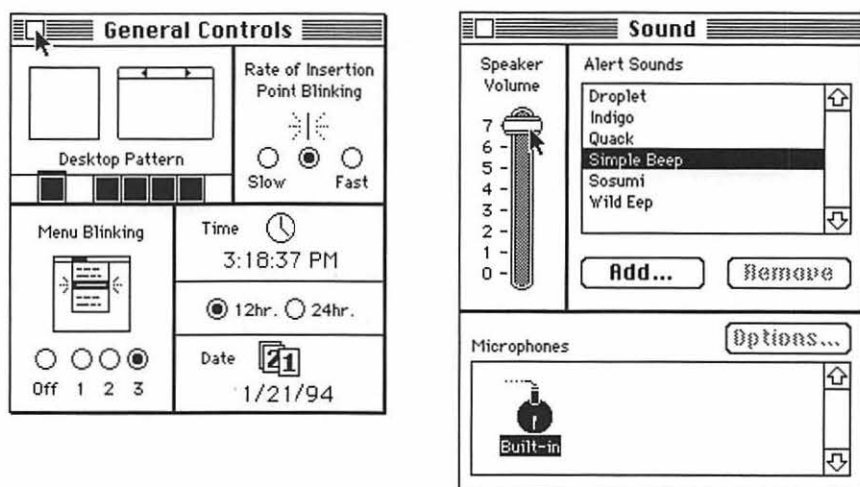 General Controls
Rate of Insertion
Point Blinking
Desktop Pattern
Slow Fast
Menu Blinking
Off 1 2 3
Time
3:18:37 PM
12hr. 24hr.
Date 21
1/21/94
Sound
Speaker
Volume
7
6
5
4
3
2
1
0
Alert Sounds
Droplet
Indigo
Quack
Simple Beep
Sosumi
Wild Eep
Add... Remove
Microphones
Options...
Built-in